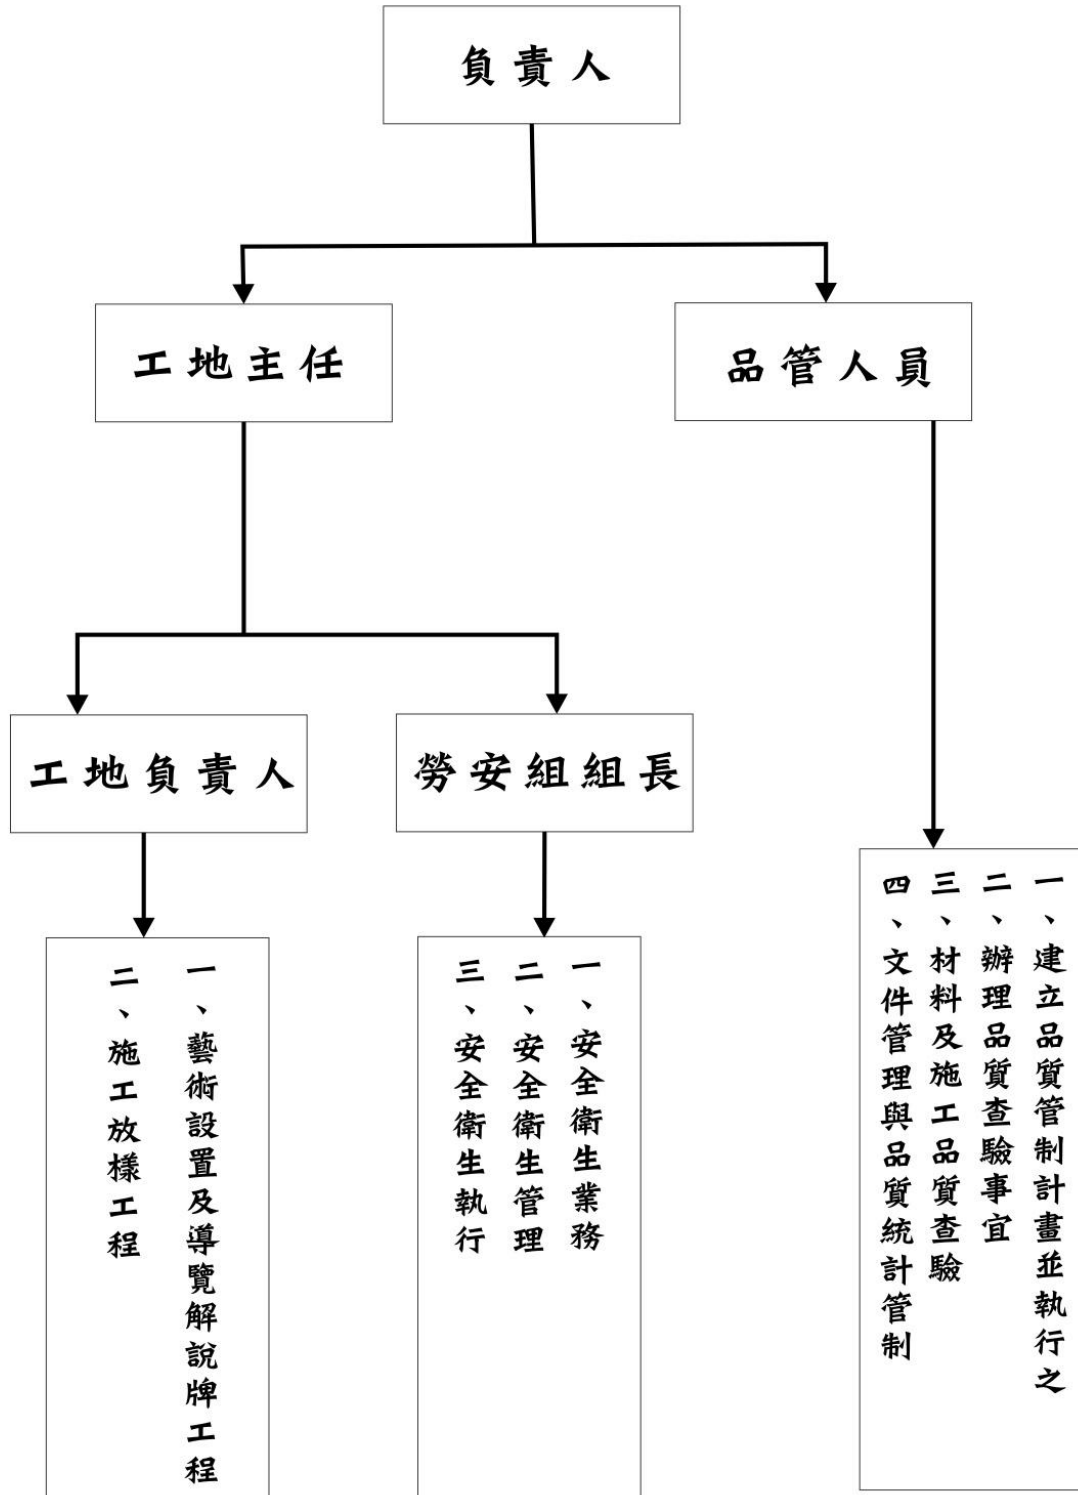 負責人
工地主任
品管人員
工地負責人
勞安組組長
一、藝術設置及導覽解說牌工程
二、施工放樣工程
一、安全衛生業務
二、安全衛生管理
三、安全衛生執行
一、建立品質管制計畫並執行之
二、辦理品質查驗事宜
三、材料及施工品質查驗
四、文件管理與品質統計管制